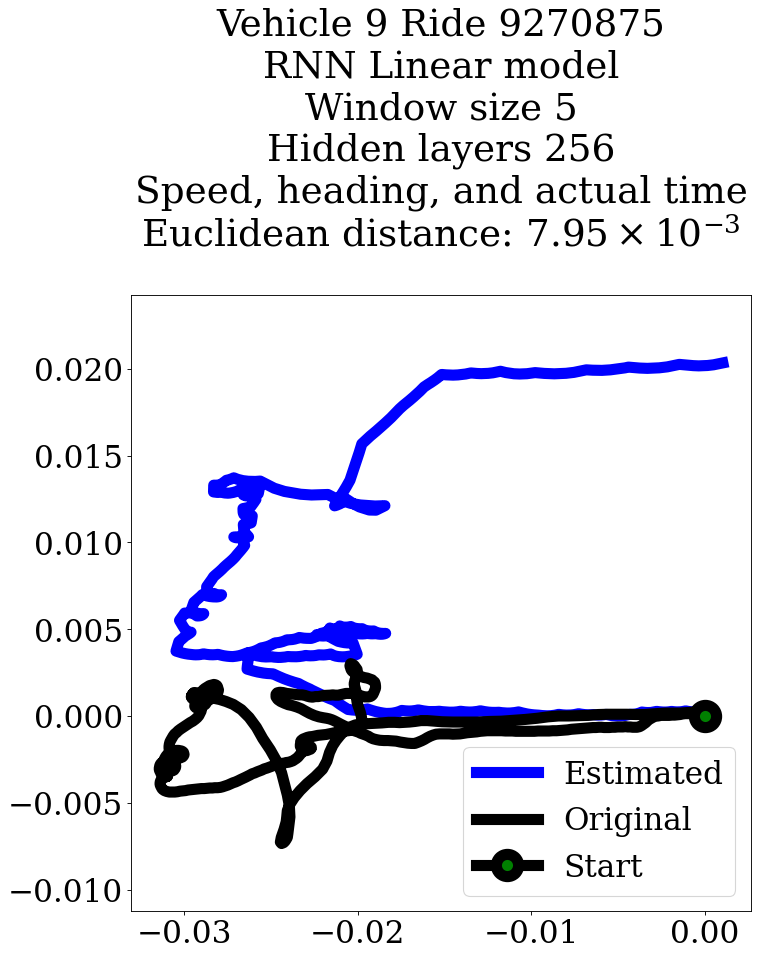 Vehicle 9 Ride 9270875
RNN Linear model
Window size 5
Hidden layers 256
Speed, heading, and actual time
Euclidean distance: 7.95 × 10⁻³
0.020
0.015
0.010
0.005
0.000
−0.005
−0.010
Estimated
Original
Start
−0.03 −0.02 −0.01 0.00